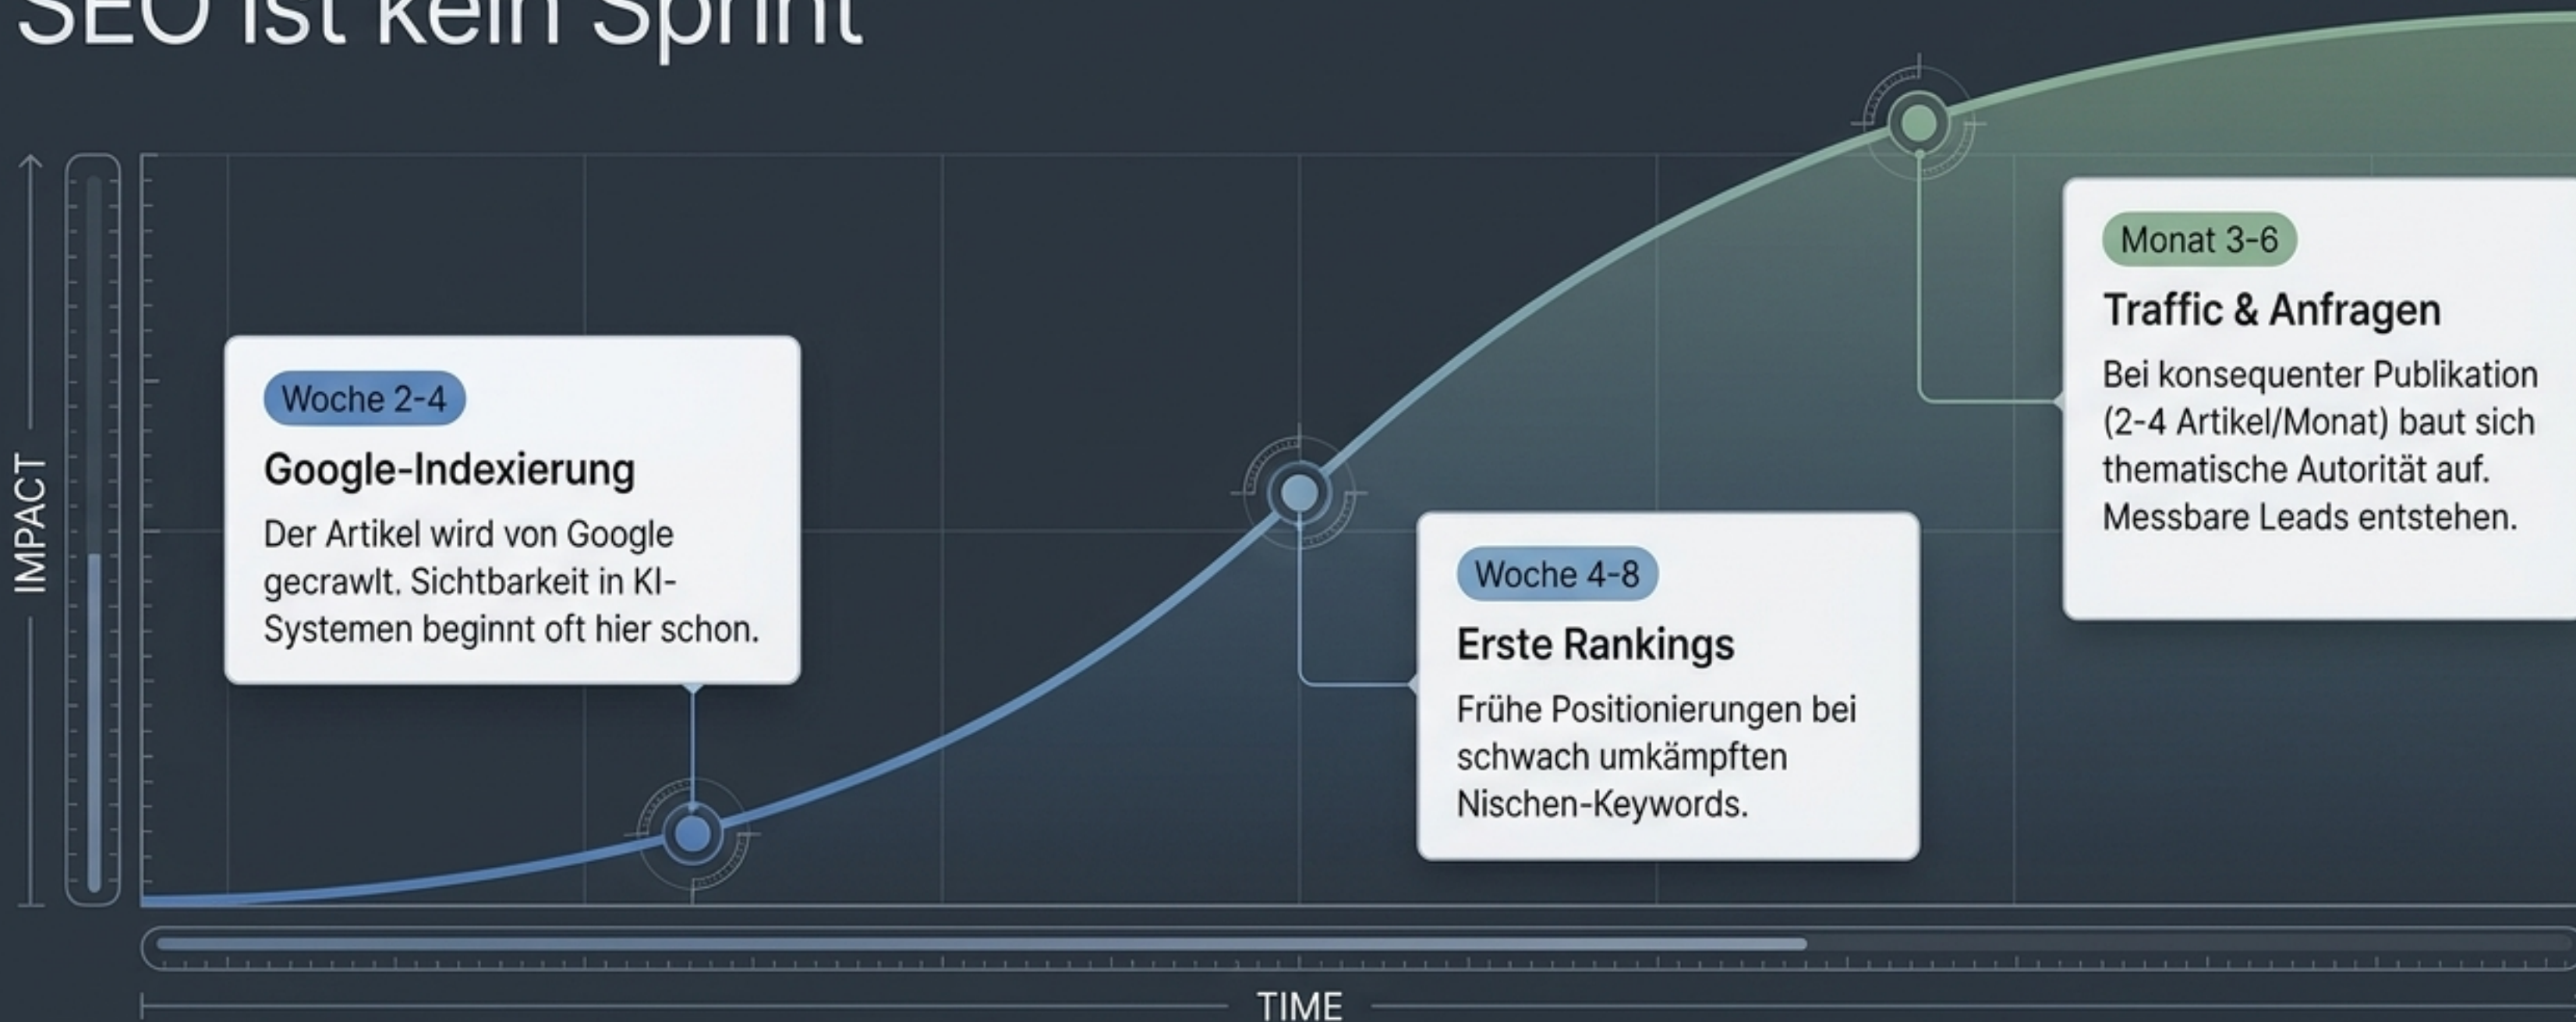 SEO ist kein Sprint
IMPACT
Woche 2-4
Google-Indexierung
Der Artikel wird von Google
gecrawlt. Sichtbarkeit in KI-
Systemen beginnt oft hier schon.
Woche 4-8
Erste Rankings
Frühe Positionierungen bei
schwach umkämpften
Nischen-Keywords.
Monat 3-6
Traffic & Anfragen
Bei konsequenter Publikation
(2-4 Artikel/Monat) baut sich
thematische Autorität auf.
Messbare Leads entstehen.
TIME